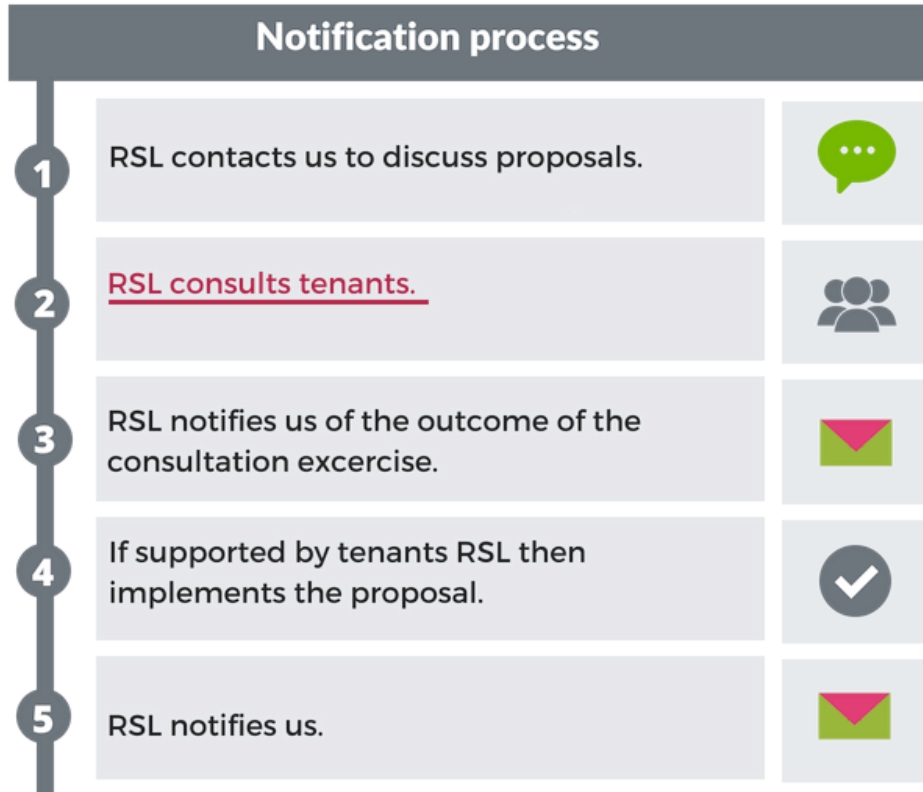 Notification process
1
RSL contacts us to discuss proposals.
2
RSL consults tenants.
3
RSL notifies us of the outcome of the
consultation excercise.
4
If supported by tenants RSL then
implements the proposal.
5
RSL notifies us.